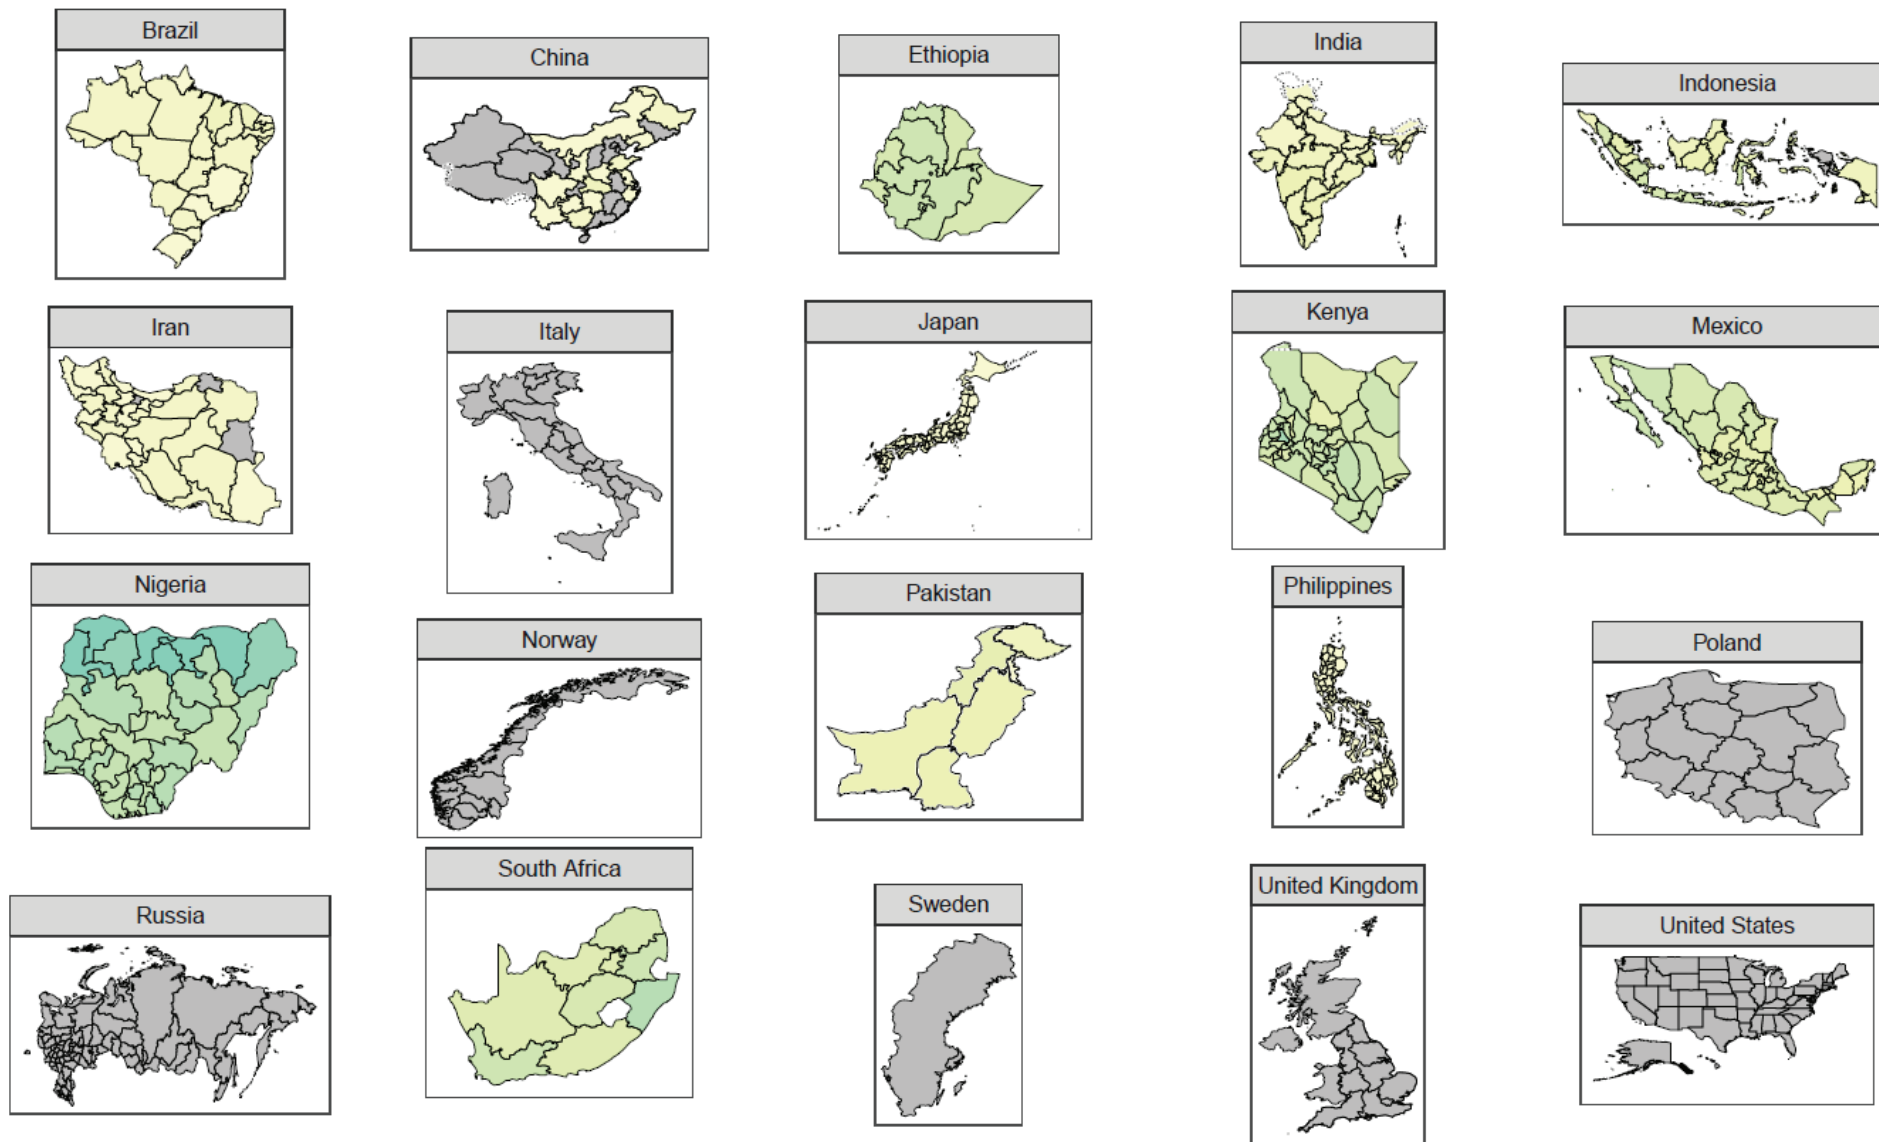 Brazil
China
Ethiopia
India
Indonesia
Iran
Italy
Japan
Kenya
Mexico
Nigeria
Norway
Pakistan
Philippines
Poland
Russia
South Africa
Sweden
United Kingdom
United States